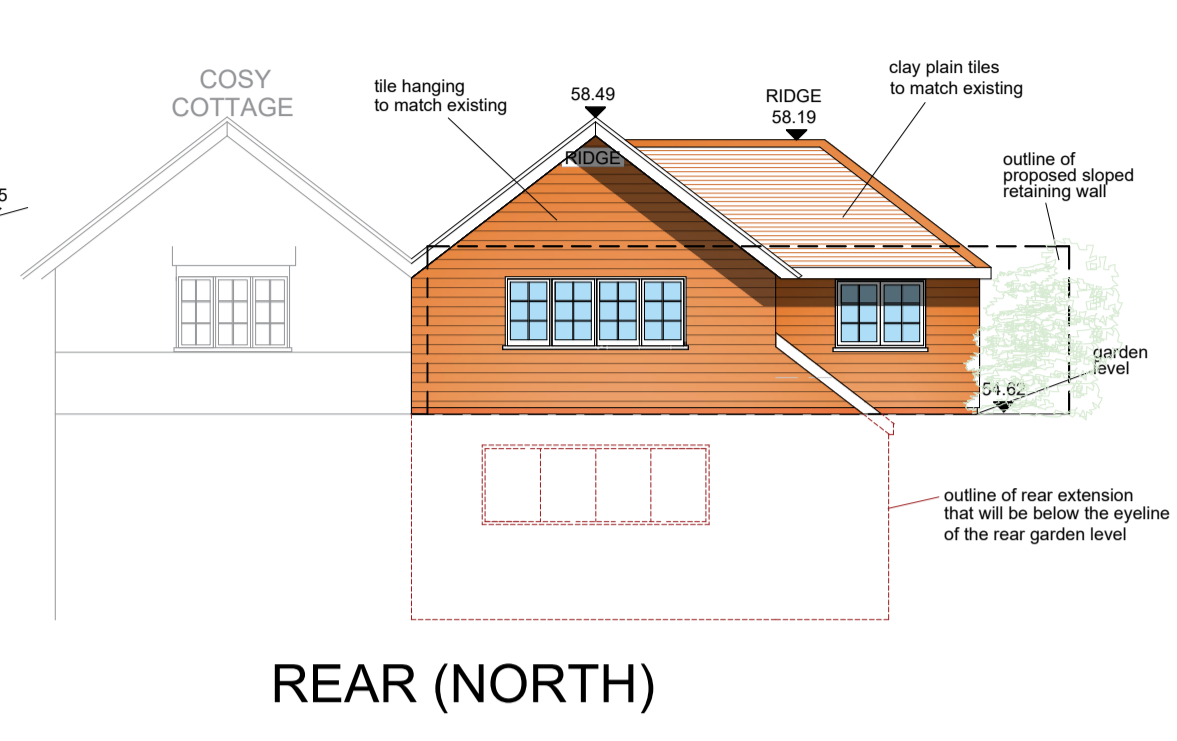 COSY
COTTAGE
tile hanging
to match existing
58.49
RIDGE
RIDGE
58.19
clay plain tiles
to match existing
outline of
proposed sloped
retaining wall
5
garden
level
54.62
outline of rear extension
that will be below the eyeline
of the rear garden level
REAR (NORTH)